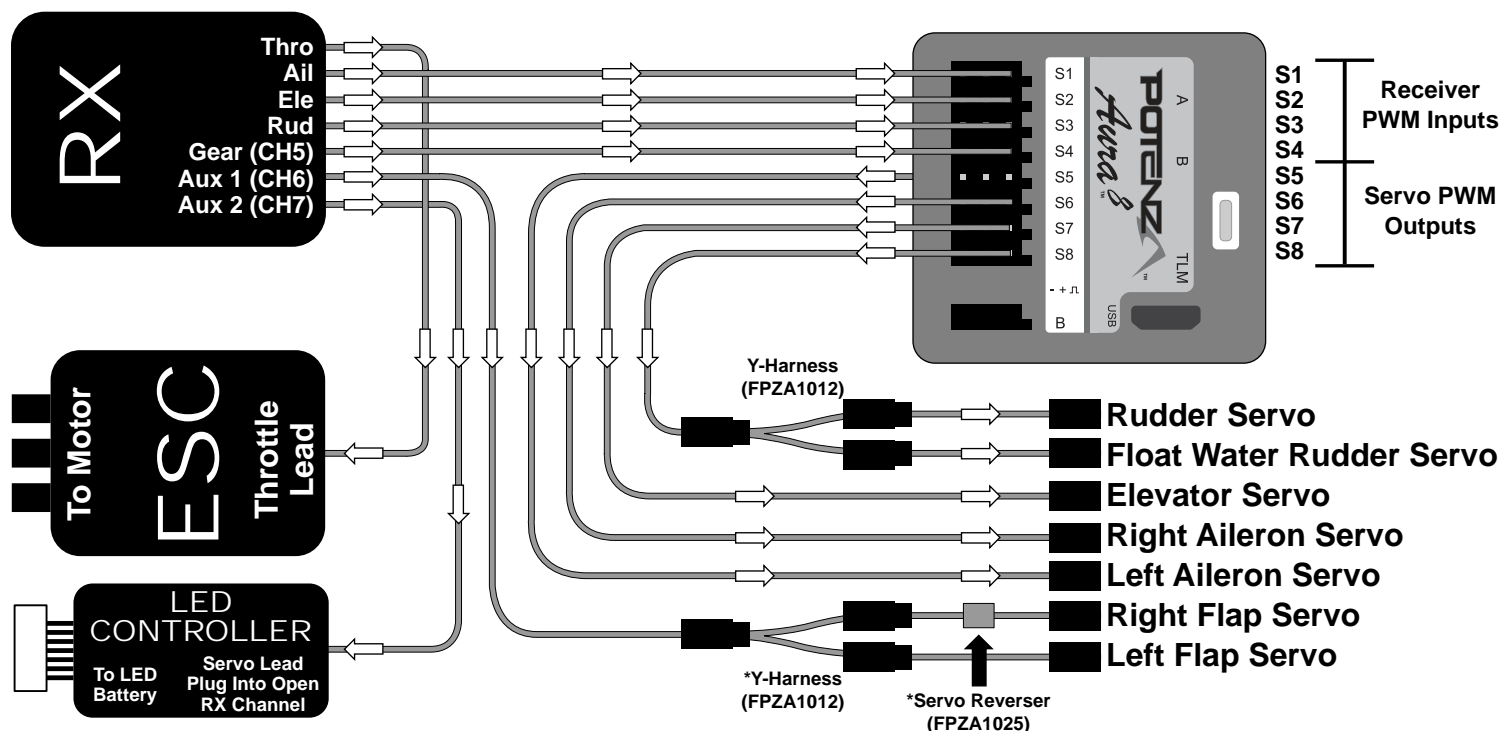 RX
Thro
Ail
Ele
Rud
Gear (CH5)
Aux 1 (CH6)
Aux 2 (CH7)
S1
S2
S3
S4
S5
S6
S7
S8
- + ⎍
B
POTENZA™
Aura 8™
A
B
TLM
USB
S1
S2
S3
S4
S5
S6
S7
S8
Receiver
PWM Inputs
Servo PWM
Outputs
To Motor
ESC
Throttle
Lead
LED
CONTROLLER
To LED
Battery
Servo Lead
Plug Into Open
RX Channel
Y-Harness
(FPZA1012)
Rudder Servo
Float Water Rudder Servo
Elevator Servo
Right Aileron Servo
Left Aileron Servo
Right Flap Servo
Left Flap Servo
*Y-Harness
(FPZA1012)
*Servo Reverser
(FPZA1025)